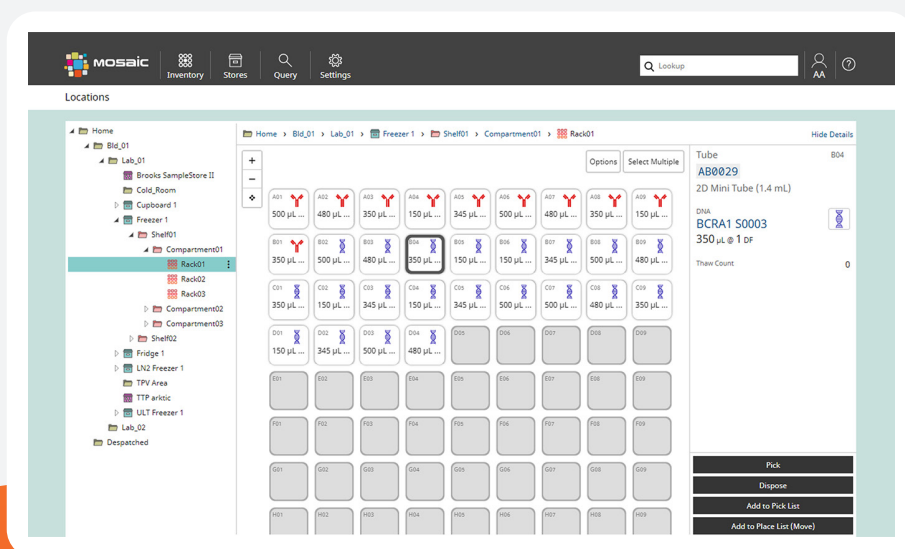 mosaic
Inventory Stores Query Settings
Lookup
AA ?
Locations
Home
Bld_01
Lab_01
Brooks SampleStore II
Cold_Room
Cupboard 1
Freezer 1
Shelf01
Compartment01
Rack01
Rack02
Rack03
Compartment02
Compartment03
Shelf02
Fridge 1
LN2 Freezer 1
TPV Area
TTP arktic
ULT Freezer 1
Lab_02
Despatched
Home › Bld_01 › Lab_01 › Freezer 1 › Shelf01 › Compartment01 › Rack01
Hide Details
+
−
Options Select Multiple
A01 A02 A03 A04 A05 A06 A07 A08 A09
500 µL ... 480 µL ... 350 µL ... 150 µL ... 345 µL ... 500 µL ... 480 µL ... 350 µL ... 150 µL ...
B01 B02 B03 B04 B05 B06 B07 B08 B09
350 µL ... 500 µL ... 480 µL ... 350 µL ... 150 µL ... 150 µL ... 345 µL ... 500 µL ... 480 µL ...
C01 C02 C03 C04 C05 C06 C07 C08 C09
350 µL ... 150 µL ... 345 µL ... 150 µL ... 345 µL ... 500 µL ... 500 µL ... 480 µL ... 350 µL ...
D01 D02 D03 D04 D05 D06 D07 D08 D09
150 µL ... 345 µL ... 500 µL ... 480 µL ...
E01 E02 E03 E04 E05 E06 E07 E08 E09
F01 F02 F03 F04 F05 F06 F07 F08 F09
G01 G02 G03 G04 G05 G06 G07 G08 G09
H01 H02 H03 H04 H05 H06 H07 H08 H09
Tube B04
AB0029
2D Mini Tube (1.4 mL)
DNA
BCRA1 S0003
350 µL @ 1 DF
Thaw Count 0
Pick
Dispose
Add to Pick List
Add to Place List (Move)